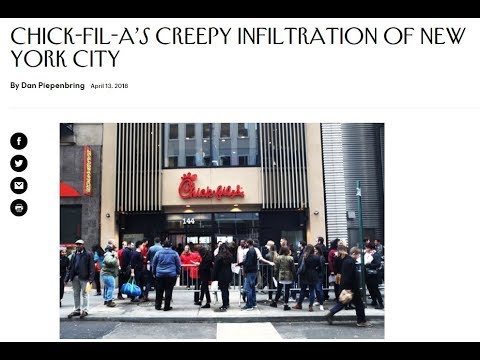 CHICK-FIL-A'S CREEPY INFILTRATION OF NEW
YORK CITY
By Dan Piepenbring April 13, 2018
Chick-fil-A
144